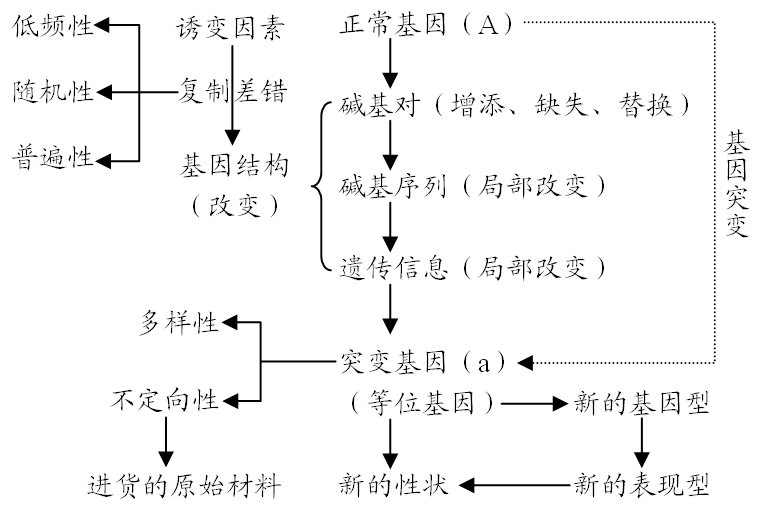 低频性
诱变因素
正常基因（A）
随机性
复制差错
碱基对（增添、缺失、替换）
普遍性
基因结构
（改变）
碱基序列（局部改变）
基因突变
遗传信息（局部改变）
多样性
突变基因（a）
不定向性
（等位基因）
新的基因型
进货的原始材料
新的性状
新的表现型